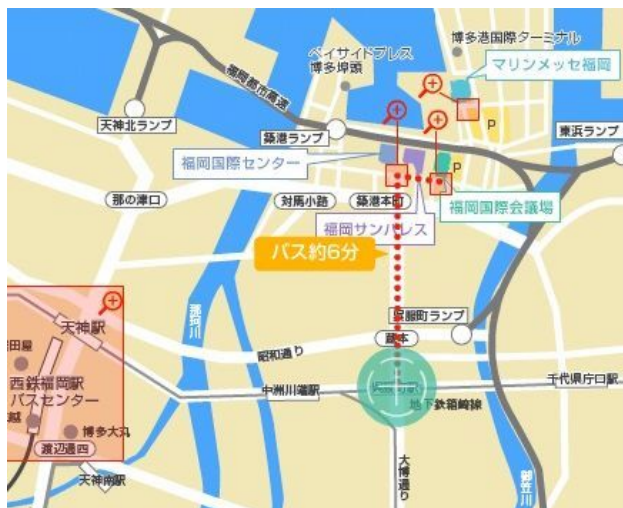 博多港国際ターミナル
マリンメッセ福岡
ベイサイドプレス
博多埠頭
福岡都市高速
天神北ランプ
築港ランプ
P
東浜ランプ
福岡国際センター
P
那の津口
対馬小路
築港本町
福岡国際会議場
福岡サンパレス
バス約6分
那珂川
呉服町ランプ
天神駅
蔵本
昭和通り
西鉄福岡駅
バスセンター
中洲川端駅
呉服町駅
千代県庁口駅
地下鉄箱崎線
博多大丸
渡辺通四
天神南駅
大博通り
御笠川